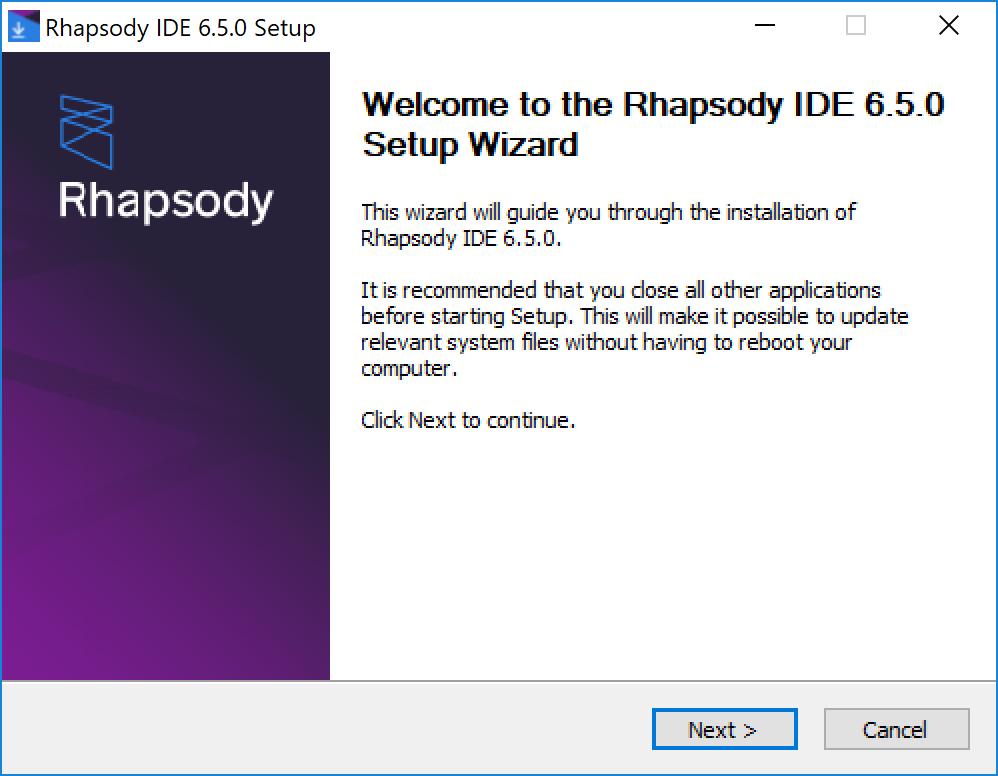 Rhapsody IDE 6.5.0 Setup
Rhapsody
Welcome to the Rhapsody IDE 6.5.0
Setup Wizard
This wizard will guide you through the installation of
Rhapsody IDE 6.5.0.
It is recommended that you close all other applications
before starting Setup. This will make it possible to update
relevant system files without having to reboot your
computer.
Click Next to continue.
Next >
Cancel